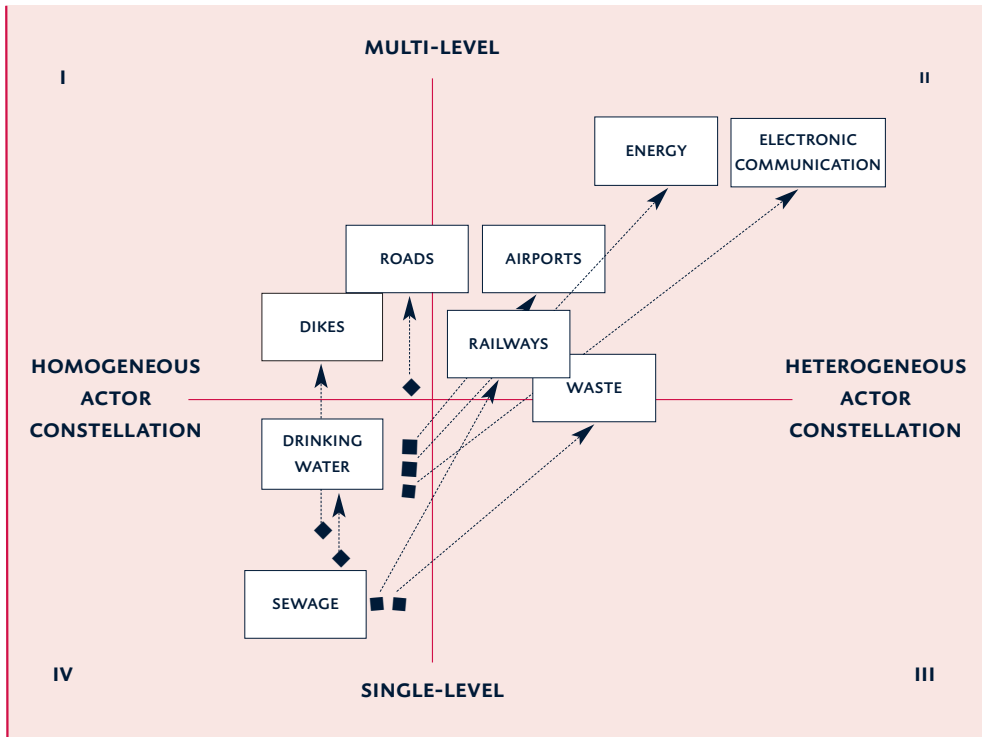 MULTI-LEVEL
I
II
ENERGY
ELECTRONIC
COMMUNICATION
ROADS
AIRPORTS
DIKES
RAILWAYS
HOMOGENEOUS
ACTOR
CONSTELLATION
HETEROGENEOUS
ACTOR
CONSTELLATION
WASTE
DRINKING
WATER
SEWAGE
IV
III
SINGLE-LEVEL